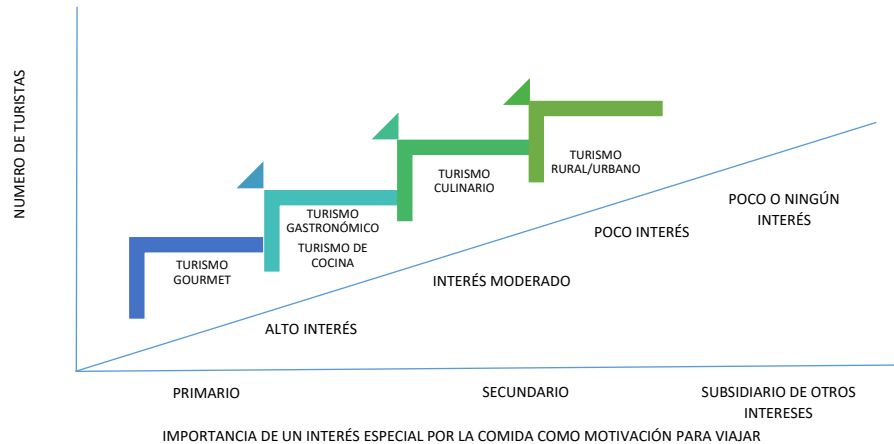 NUMERO DE TURISTAS
TURISMO
RURAL/URBANO
TURISMO
CULINARIO
POCO O NINGÚN
INTERÉS
TURISMO
GASTRONÓMICO
TURISMO DE
COCINA
POCO INTERÉS
TURISMO
GOURMET
INTERÉS MODERADO
ALTO INTERÉS
PRIMARIO
SECUNDARIO
SUBSIDIARIO DE OTROS
INTERESES
IMPORTANCIA DE UN INTERÉS ESPECIAL POR LA COMIDA COMO MOTIVACIÓN PARA VIAJAR